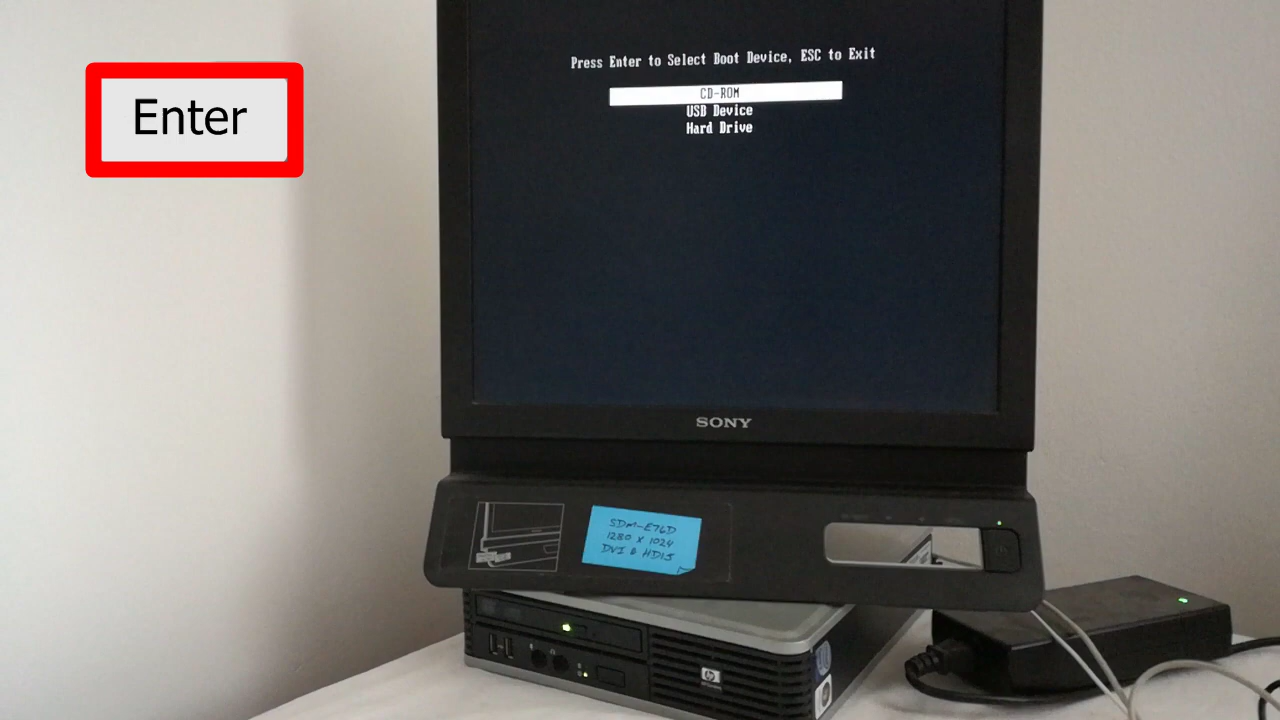 Enter
Press Enter to Select Boot Device, ESC to Exit
CD-ROM
USB Device
Hard Drive
SONY
SDM-E76D
1280 x 1024
DVI & HD15
hp